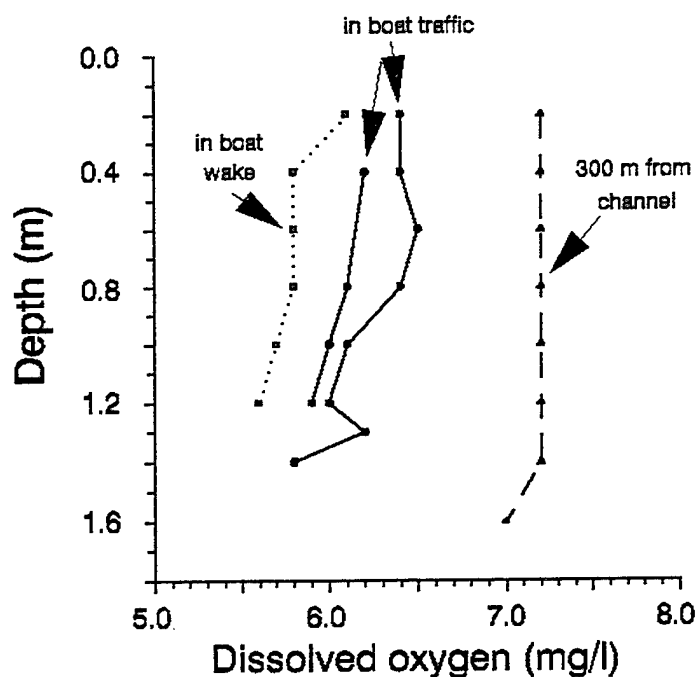 in boat traffic
0.0
in boat
wake
0.4
300 m from
channel
Depth (m)
0.8
1.2
1.6
5.0 6.0 7.0 8.0
Dissolved oxygen (mg/l)